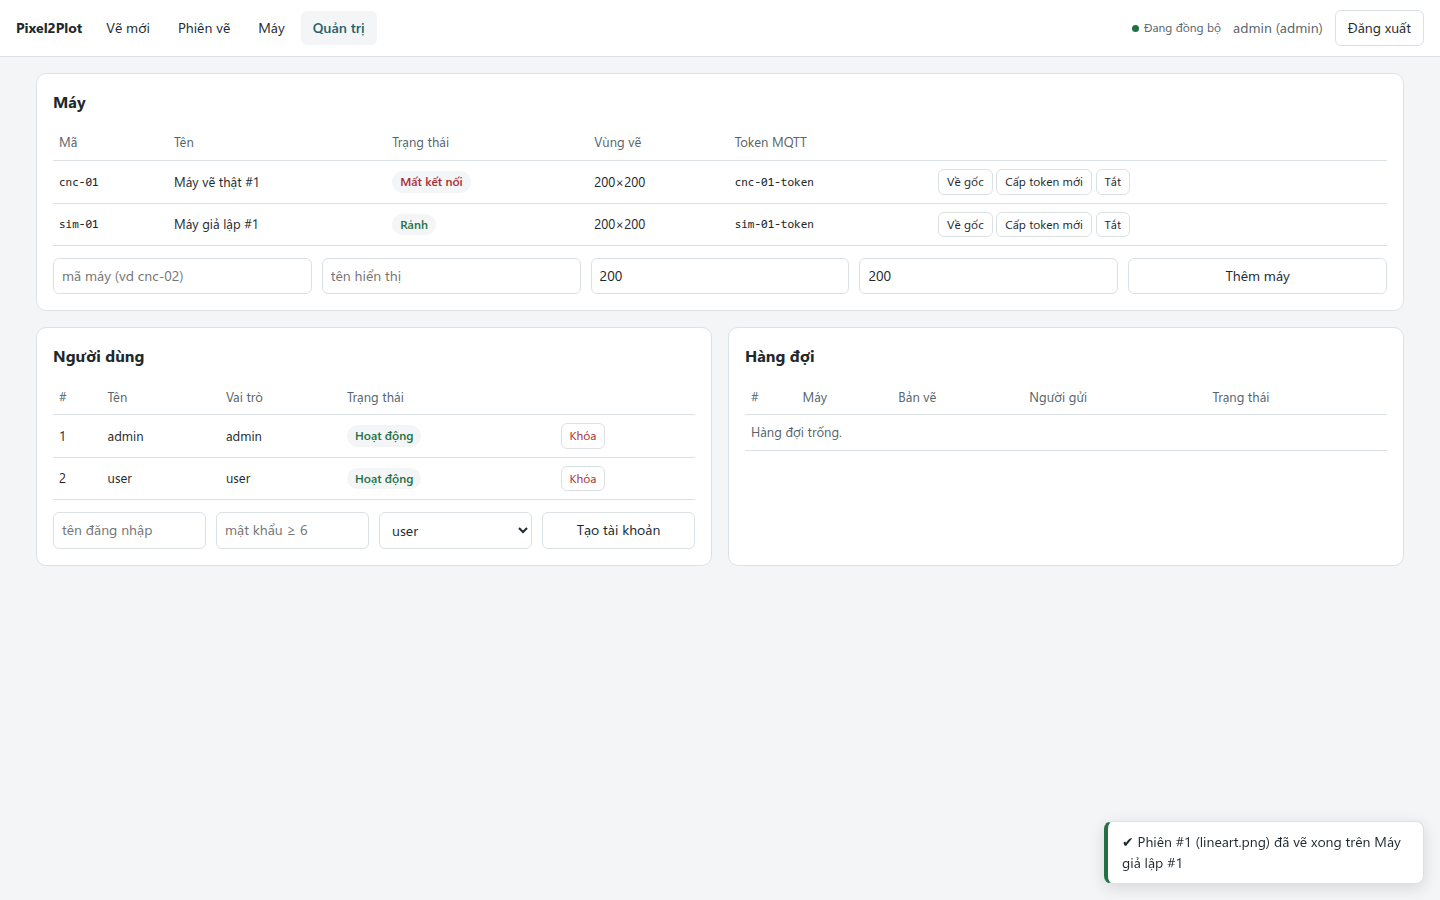 Pixel2Plot Vẽ mới Phiên vẽ Máy Quản trị Đang đồng bộ admin (admin) Đăng xuất
Máy
Mã Tên Trạng thái Vùng vẽ Token MQTT
cnc-01 Máy vẽ thật #1 Mất kết nối 200×200 cnc-01-token Về gốc Cấp token mới Tắt
sim-01 Máy giả lập #1 Rảnh 200×200 sim-01-token Về gốc Cấp token mới Tắt
mã máy (vd cnc-02) tên hiển thị 200 200 Thêm máy
Người dùng
# Tên Vai trò Trạng thái
1 admin admin Hoạt động Khóa
2 user user Hoạt động Khóa
tên đăng nhập mật khẩu ≥ 6 user Tạo tài khoản
Hàng đợi
# Máy Bản vẽ Người gửi Trạng thái
Hàng đợi trống.
✔ Phiên #1 (lineart.png) đã vẽ xong trên Máy
giả lập #1